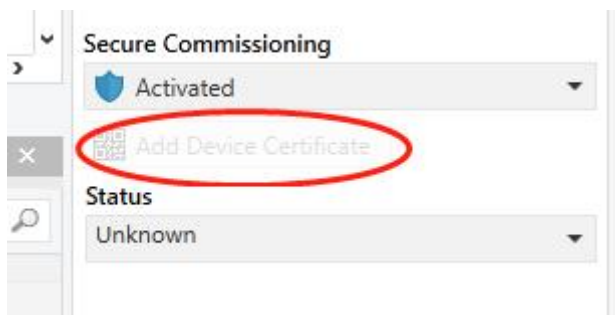 Secure Commissioning
Activated
Add Device Certificate
Status
Unknown